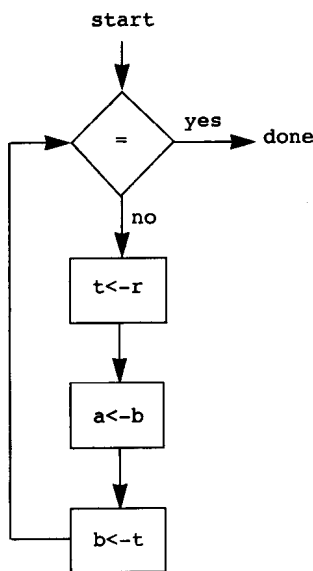 start
=
yes
done
no
t<-r
a<-b
b<-t